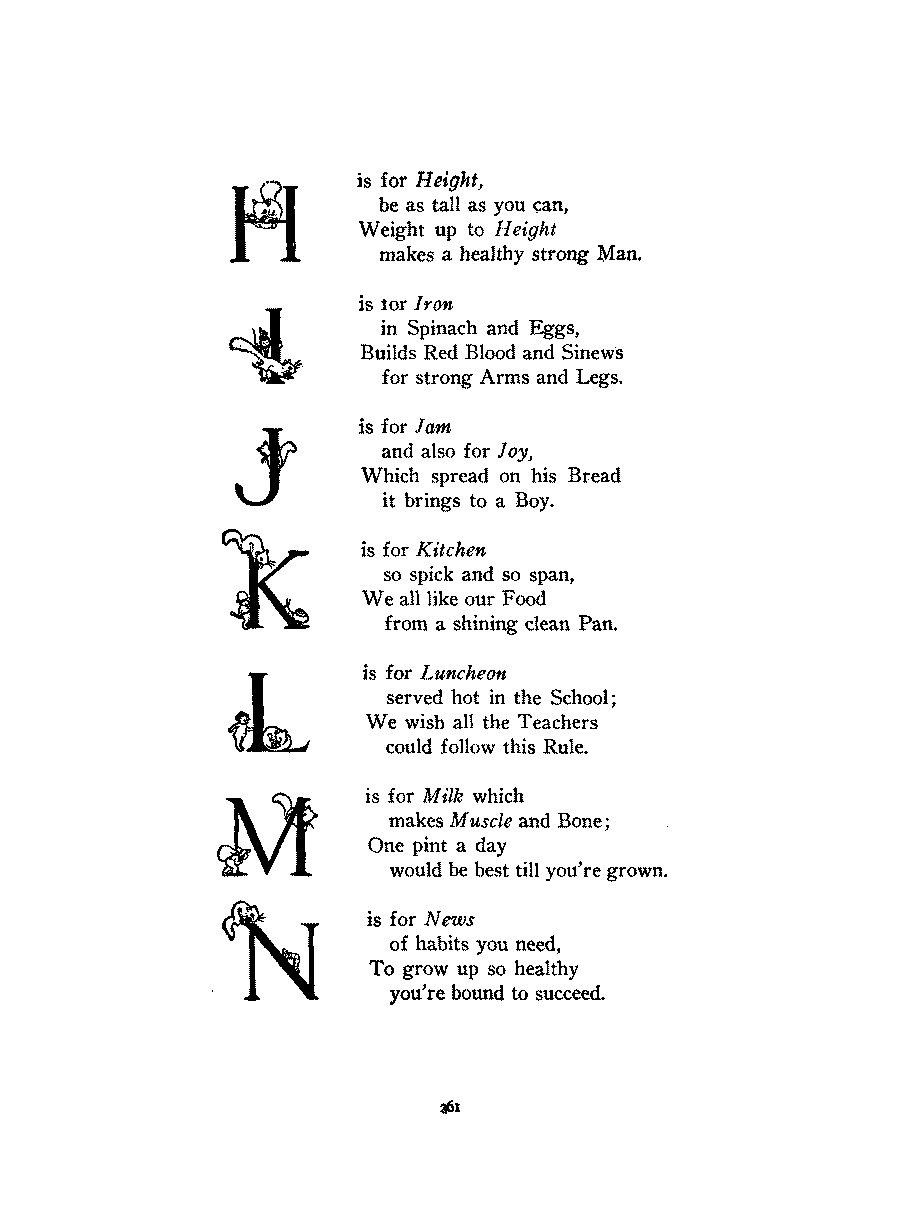 H is for Height,
be as tall as you can,
Weight up to Height
makes a healthy strong Man.
I is for Iron
in Spinach and Eggs,
Builds Red Blood and Sinews
for strong Arms and Legs.
J is for Jam
and also for Joy,
Which spread on his Bread
it brings to a Boy.
K is for Kitchen
so spick and so span,
We all like our Food
from a shining clean Pan.
L is for Luncheon
served hot in the School;
We wish all the Teachers
could follow this Rule.
M is for Milk which
makes Muscle and Bone;
One pint a day
would be best till you're grown.
N is for News
of habits you need,
To grow up so healthy
you're bound to succeed.
261